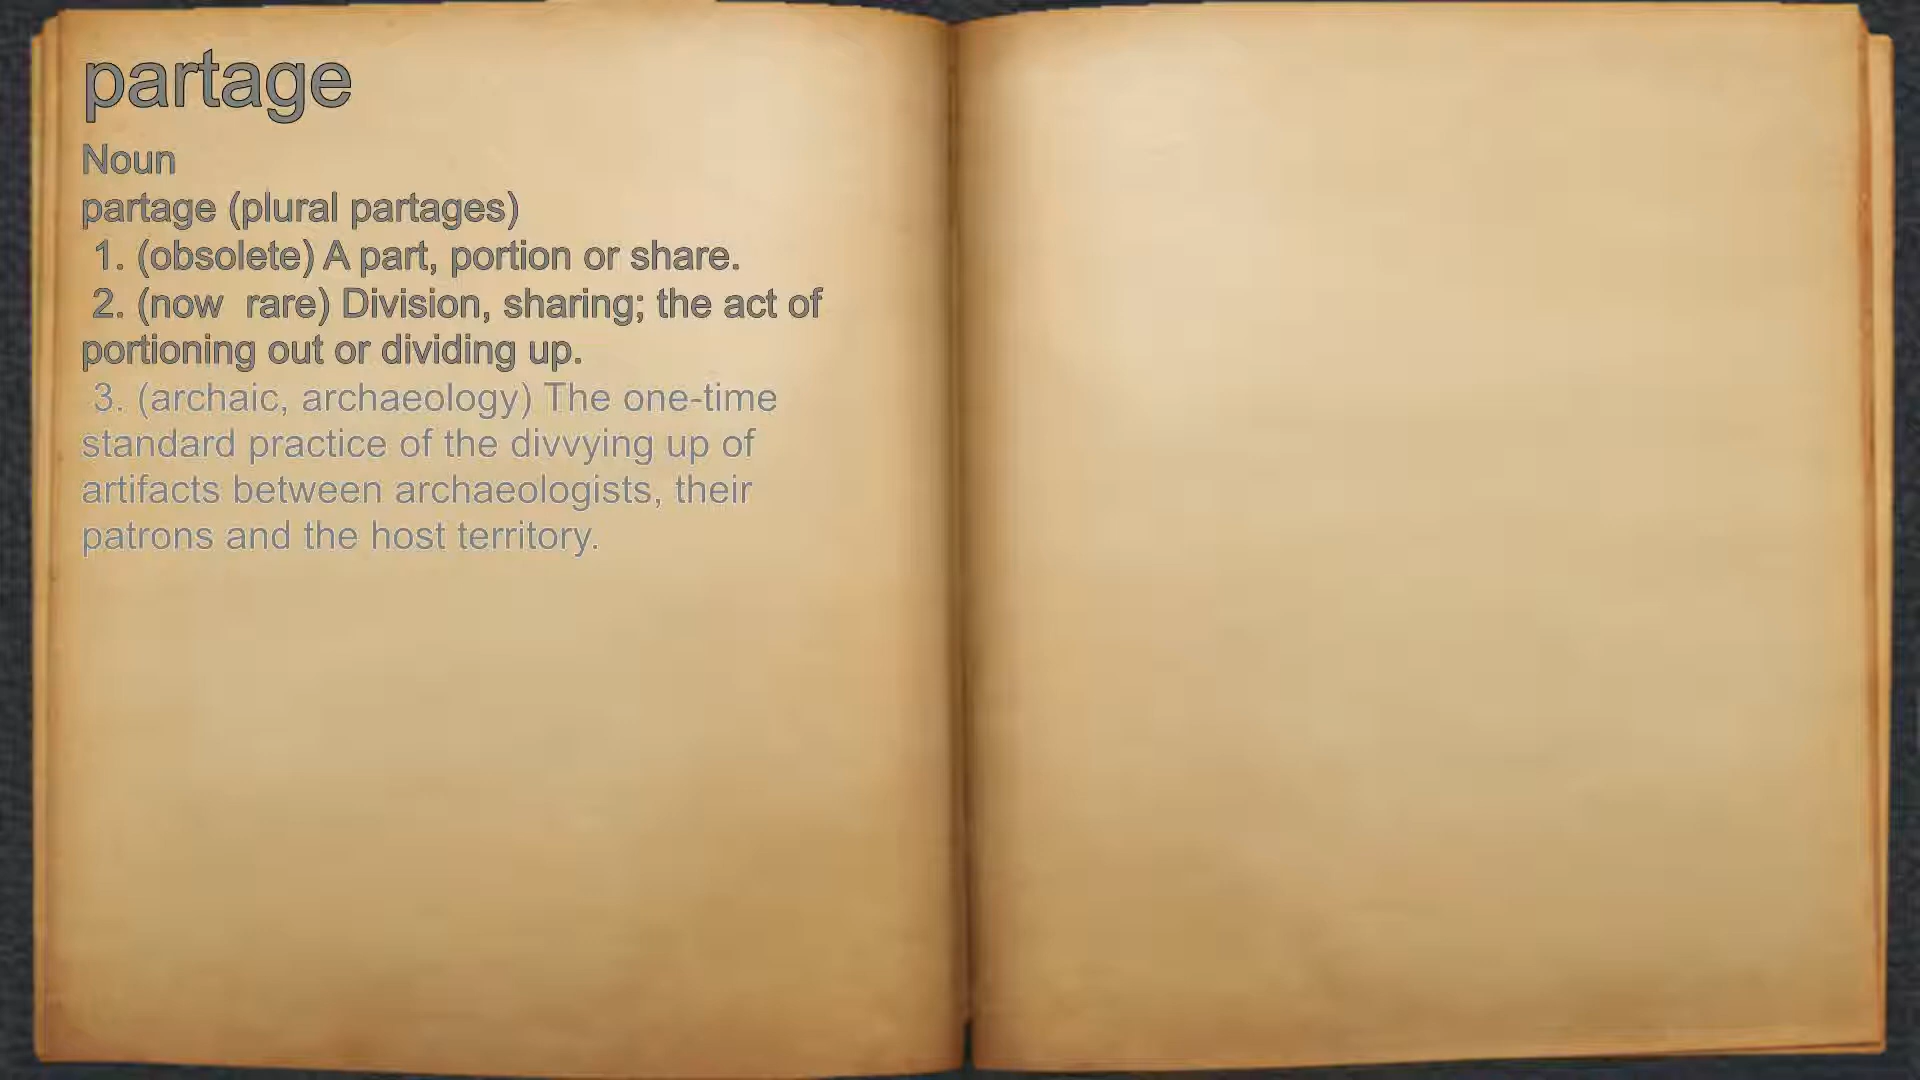 partage
Noun
partage (plural partages)
1. (obsolete) A part, portion or share.
2. (now  rare) Division, sharing; the act of
portioning out or dividing up.
3. (archaic, archaeology) The one-time
standard practice of the divvying up of
artifacts between archaeologists, their
patrons and the host territory.